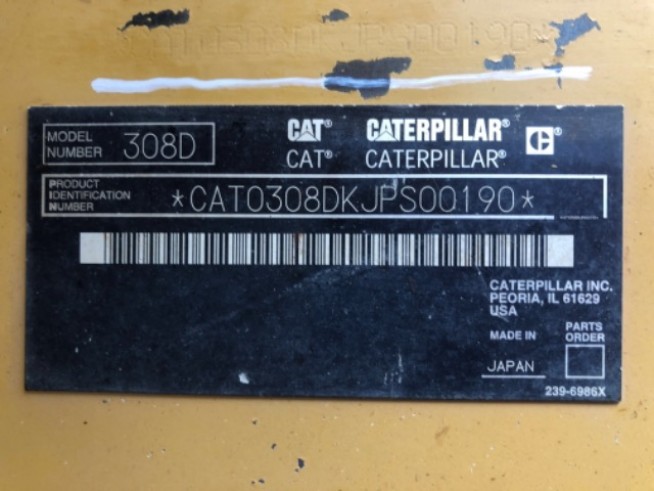 *CAT0308DKJPS00190*
MODEL NUMBER 308D
CAT® CATERPILLAR® C®
CAT® CATERPILLAR®
PRODUCT IDENTIFICATION NUMBER *CAT0308DKJPS00190*
CATERPILLAR INC.
PEORIA, IL 61629
USA
MADE IN PARTS ORDER
JAPAN
239-6986X